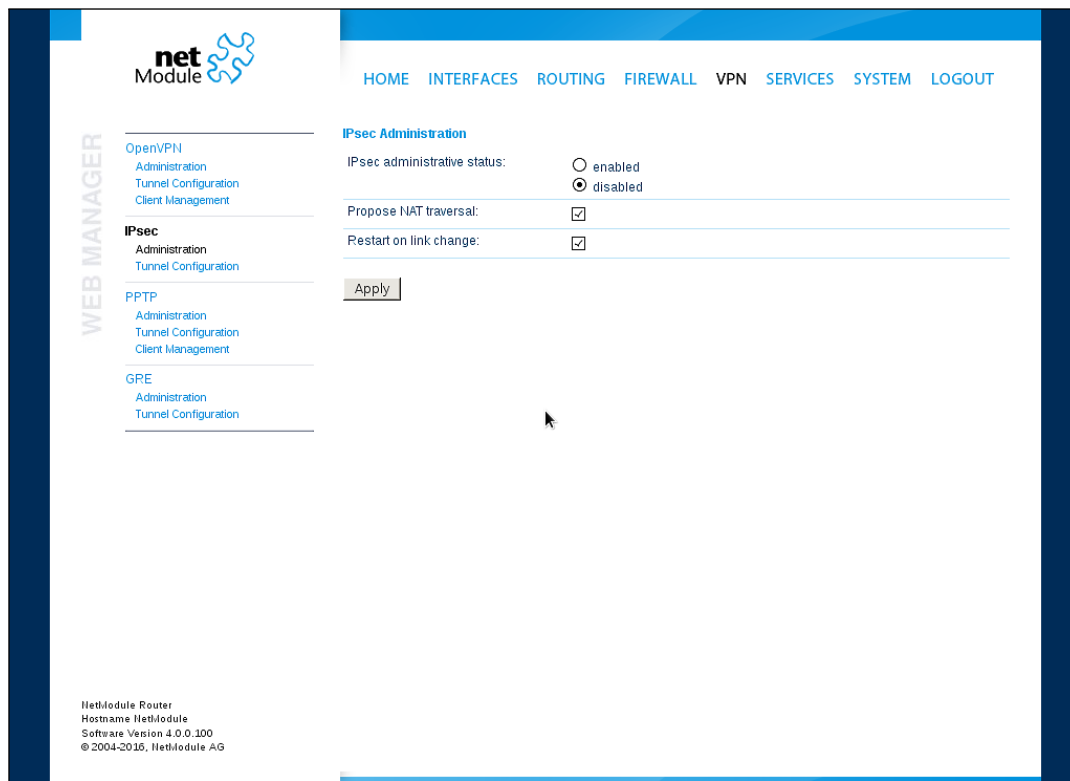 net
Module
HOME INTERFACES ROUTING FIREWALL VPN SERVICES SYSTEM LOGOUT
WEB MANAGER
OpenVPN
Administration
Tunnel Configuration
Client Management
IPsec
Administration
Tunnel Configuration
PPTP
Administration
Tunnel Configuration
Client Management
GRE
Administration
Tunnel Configuration
IPsec Administration
IPsec administrative status:
enabled
disabled
Propose NAT traversal:
Restart on link change:
Apply
NetModule Router
Hostname NetModule
Software Version 4.0.0.100
© 2004-2016, NetModule AG